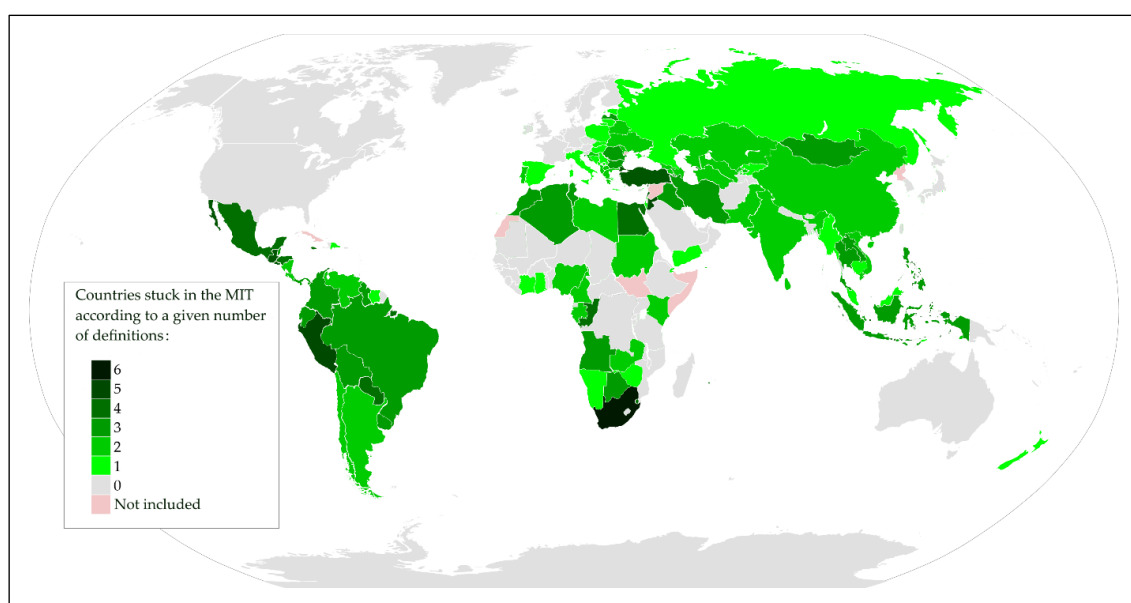 Countries stuck in the MIT
according to a given number
of definitions:
6
5
4
3
2
1
0
Not included